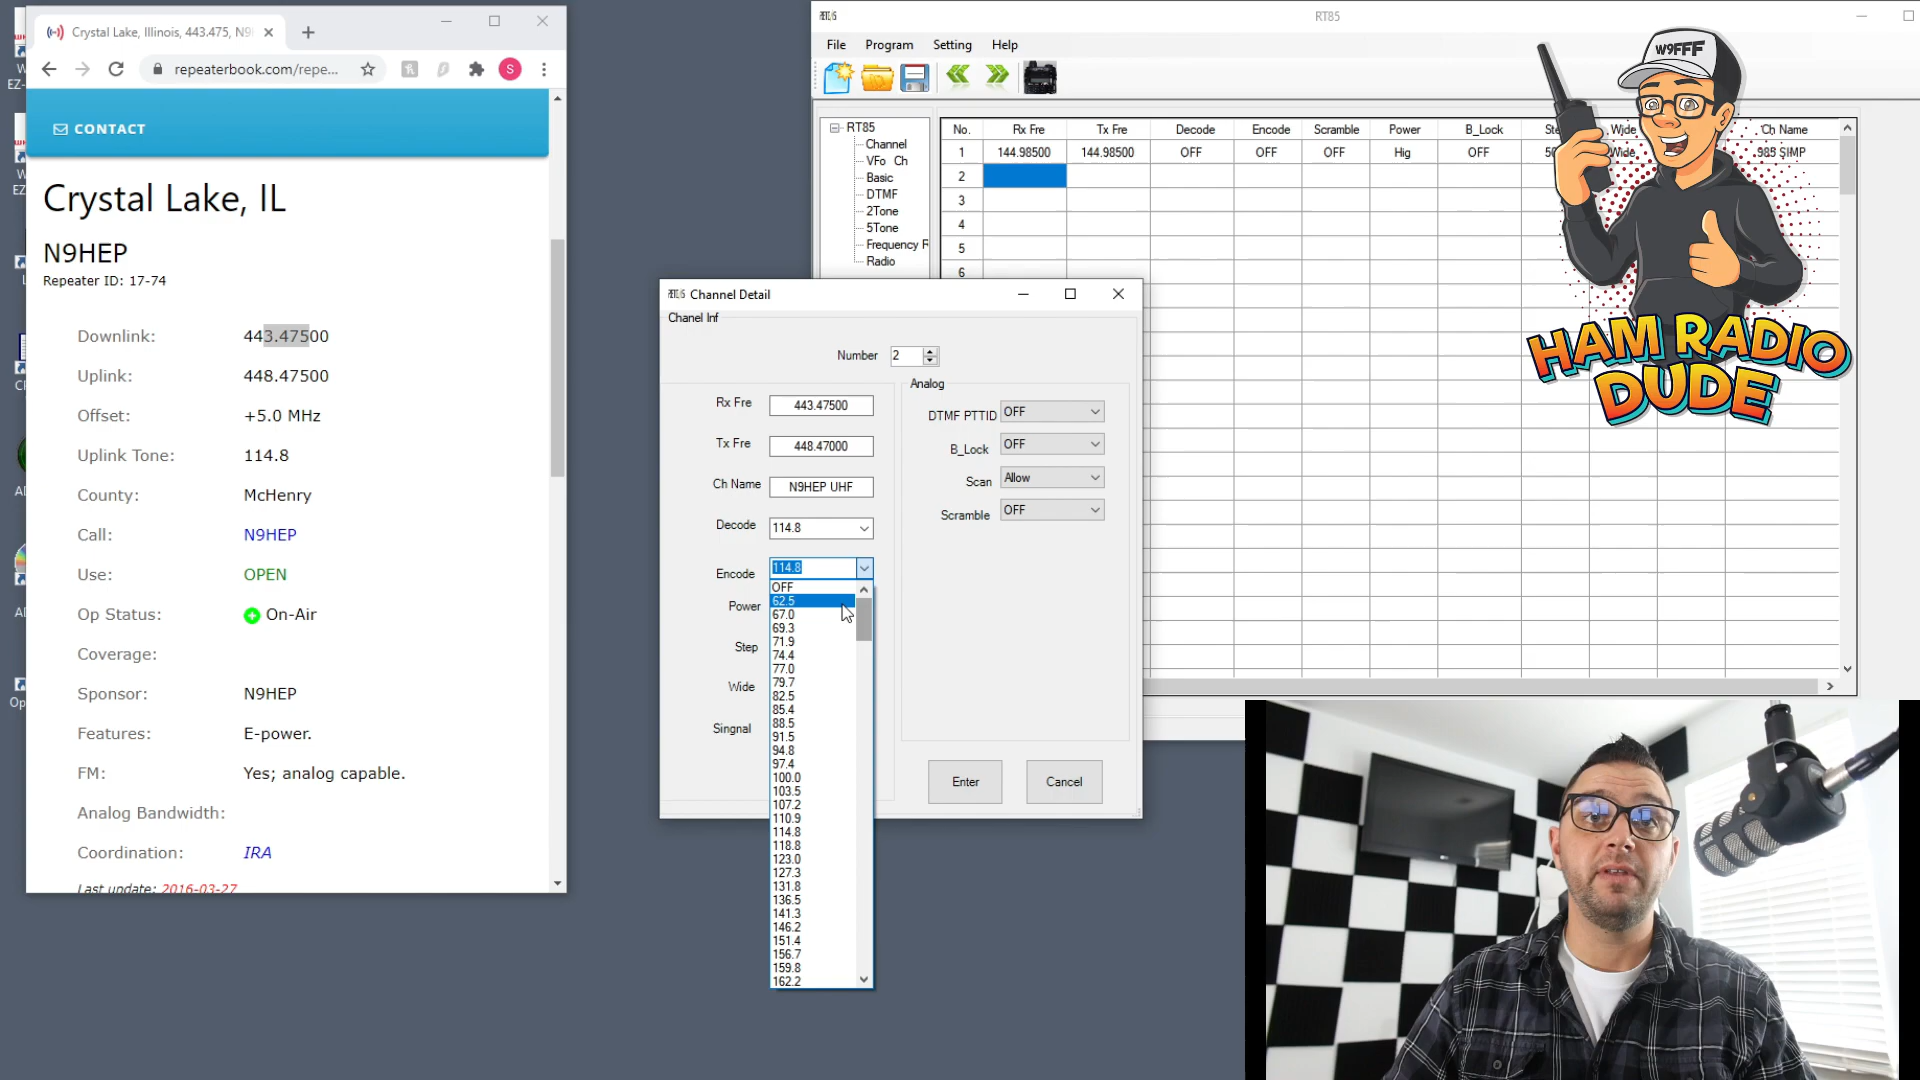 Crystal Lake, Illinois, 443.475, N9
repeaterbook.com/repe...
S
CONTACT
Crystal Lake, IL
N9HEP
Repeater ID: 17-74
Downlink: 443.47500
Uplink: 448.47500
Offset: +5.0 MHz
Uplink Tone: 114.8
County: McHenry
Call: N9HEP
Use: OPEN
Op Status: On-Air
Coverage:
Sponsor: N9HEP
Features: E-power.
FM: Yes; analog capable.
Analog Bandwidth:
Coordination: IRA
Last update: 2016-03-27
RT85
File Program Setting Help
RT85
Channel
VFo Ch
Basic
DTMF
2Tone
5Tone
Frequency R
Radio
No. Rx Fre Tx Fre Decode Encode Scramble Power B_Lock Ste Wide Ch Name
1 144.98500 144.98500 OFF OFF OFF Hig OFF 50 Wide .985 SIMP
2
3
4
5
6
Channel Detail
Chanel Inf
Number 2
Rx Fre 443.47500
Tx Fre 448.47000
Ch Name N9HEP UHF
Decode 114.8
Encode 114.8
Power
Step
Wide
Singnal
OFF
62.5
67.0
69.3
71.9
74.4
77.0
79.7
82.5
85.4
88.5
91.5
94.8
97.4
100.0
103.5
107.2
110.9
114.8
118.8
123.0
127.3
131.8
136.5
141.3
146.2
151.4
156.7
159.8
162.2
Analog
DTMF PTTID OFF
B_Lock OFF
Scan Allow
Scramble OFF
Enter Cancel
W9FFF
HAM RADIO
DUDE